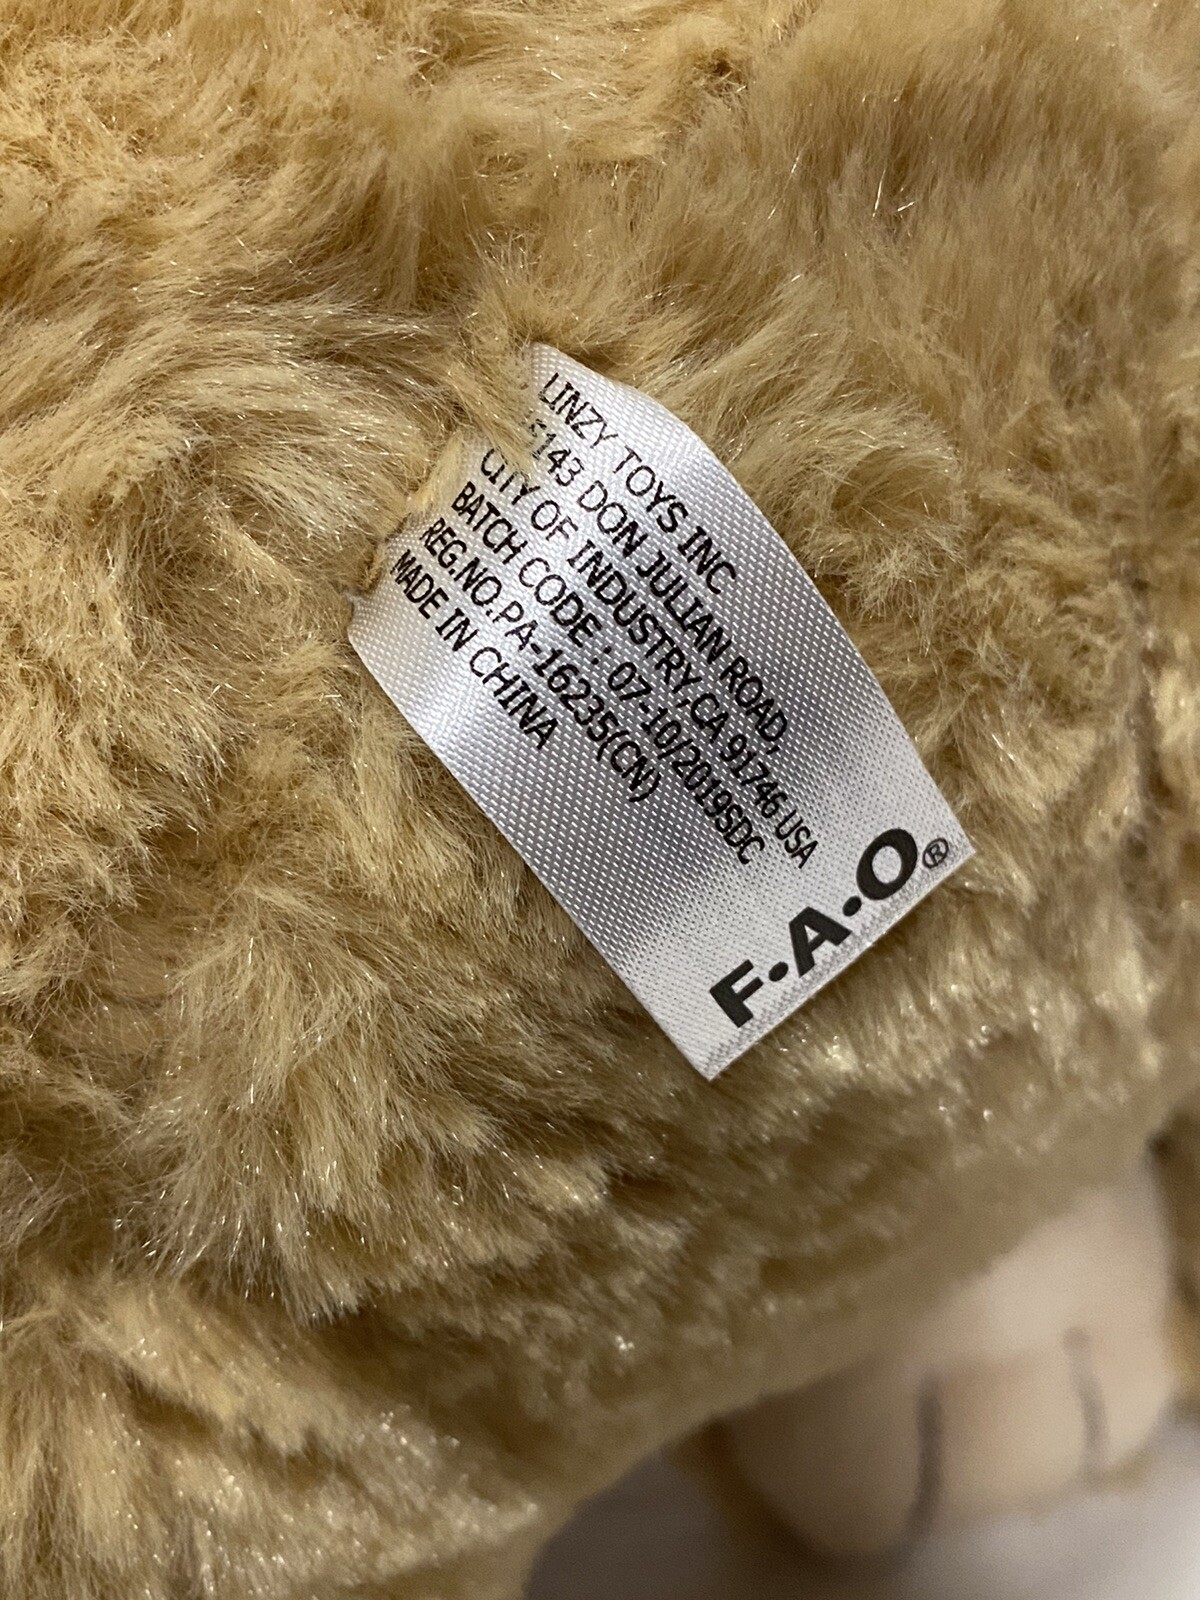 LINZY TOYS INC
15143 DON JULIAN ROAD,
CITY OF INDUSTRY,CA 91746 USA
BATCH CODE : 07-10/2019SDC
REG.NO.PA-16235(CN)
MADE IN CHINA
F•A•O®